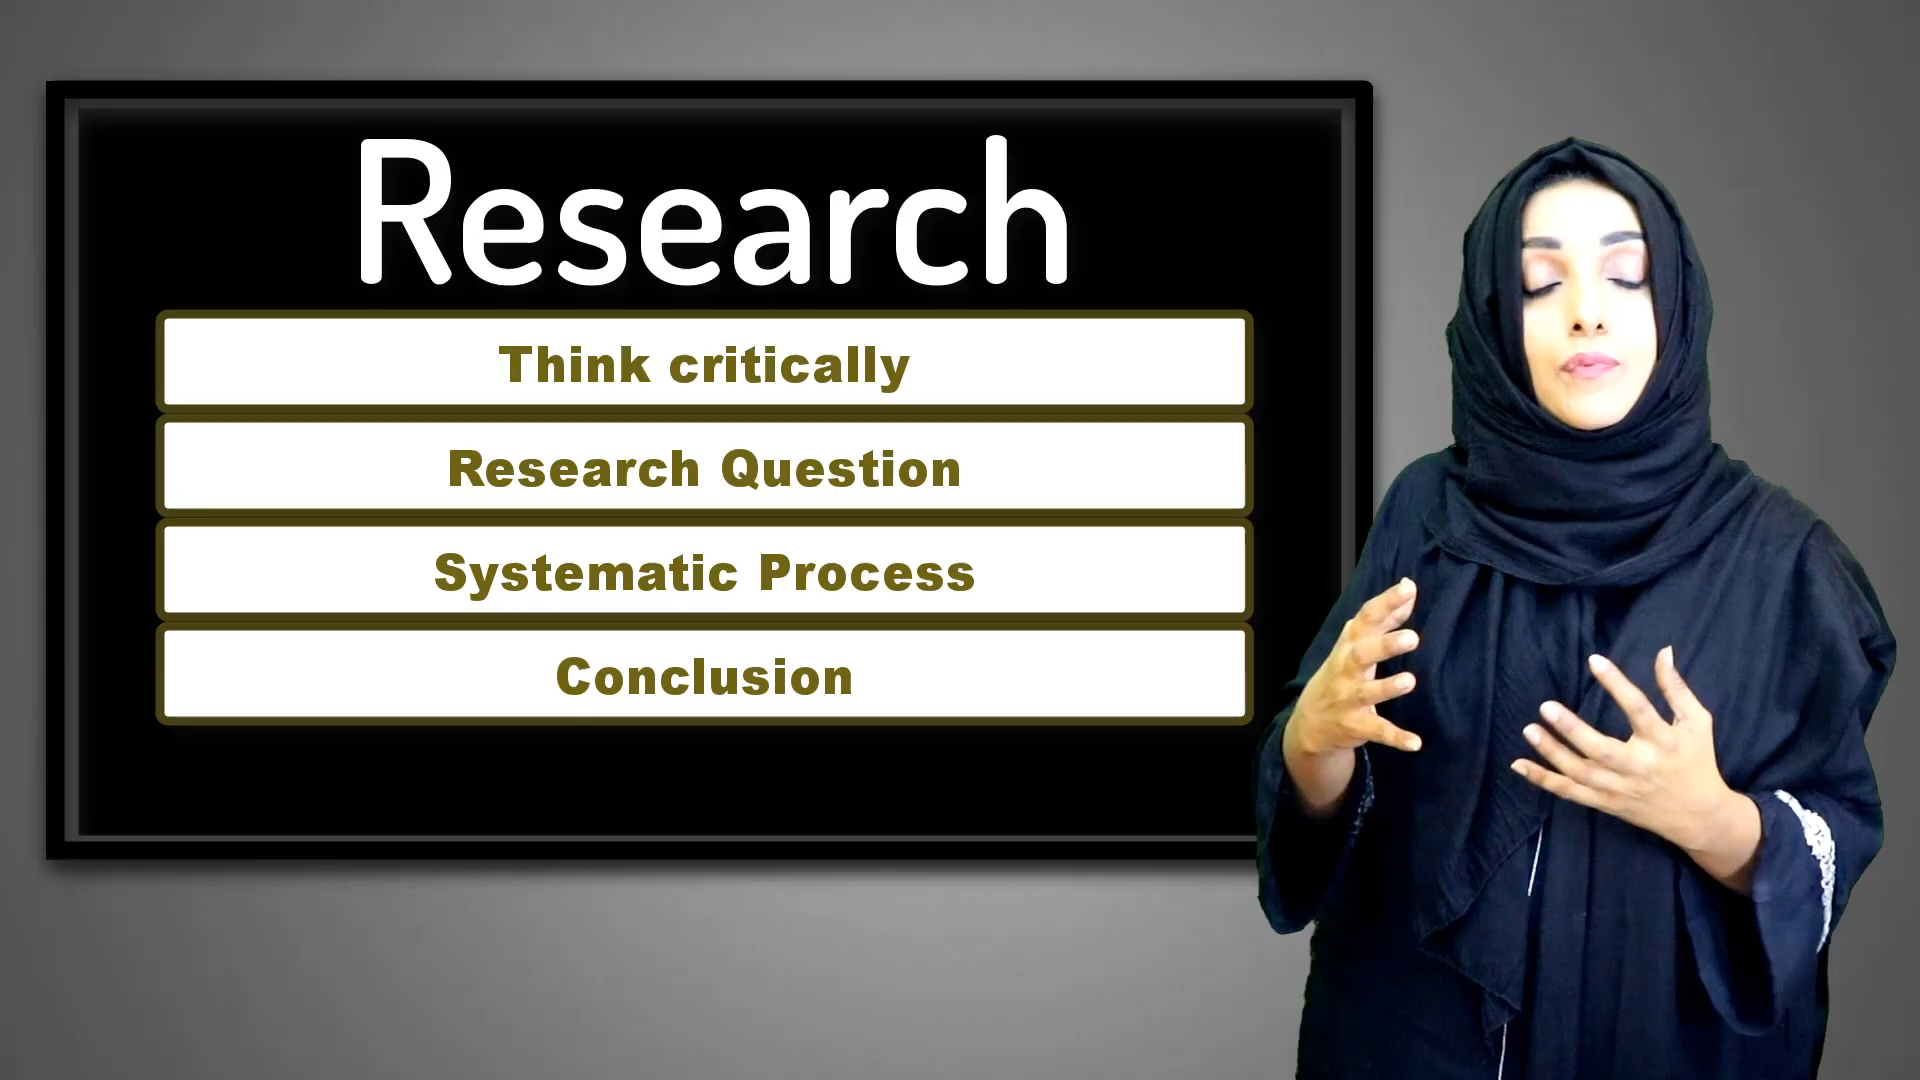 Research
Think critically
Research Question
Systematic Process
Conclusion